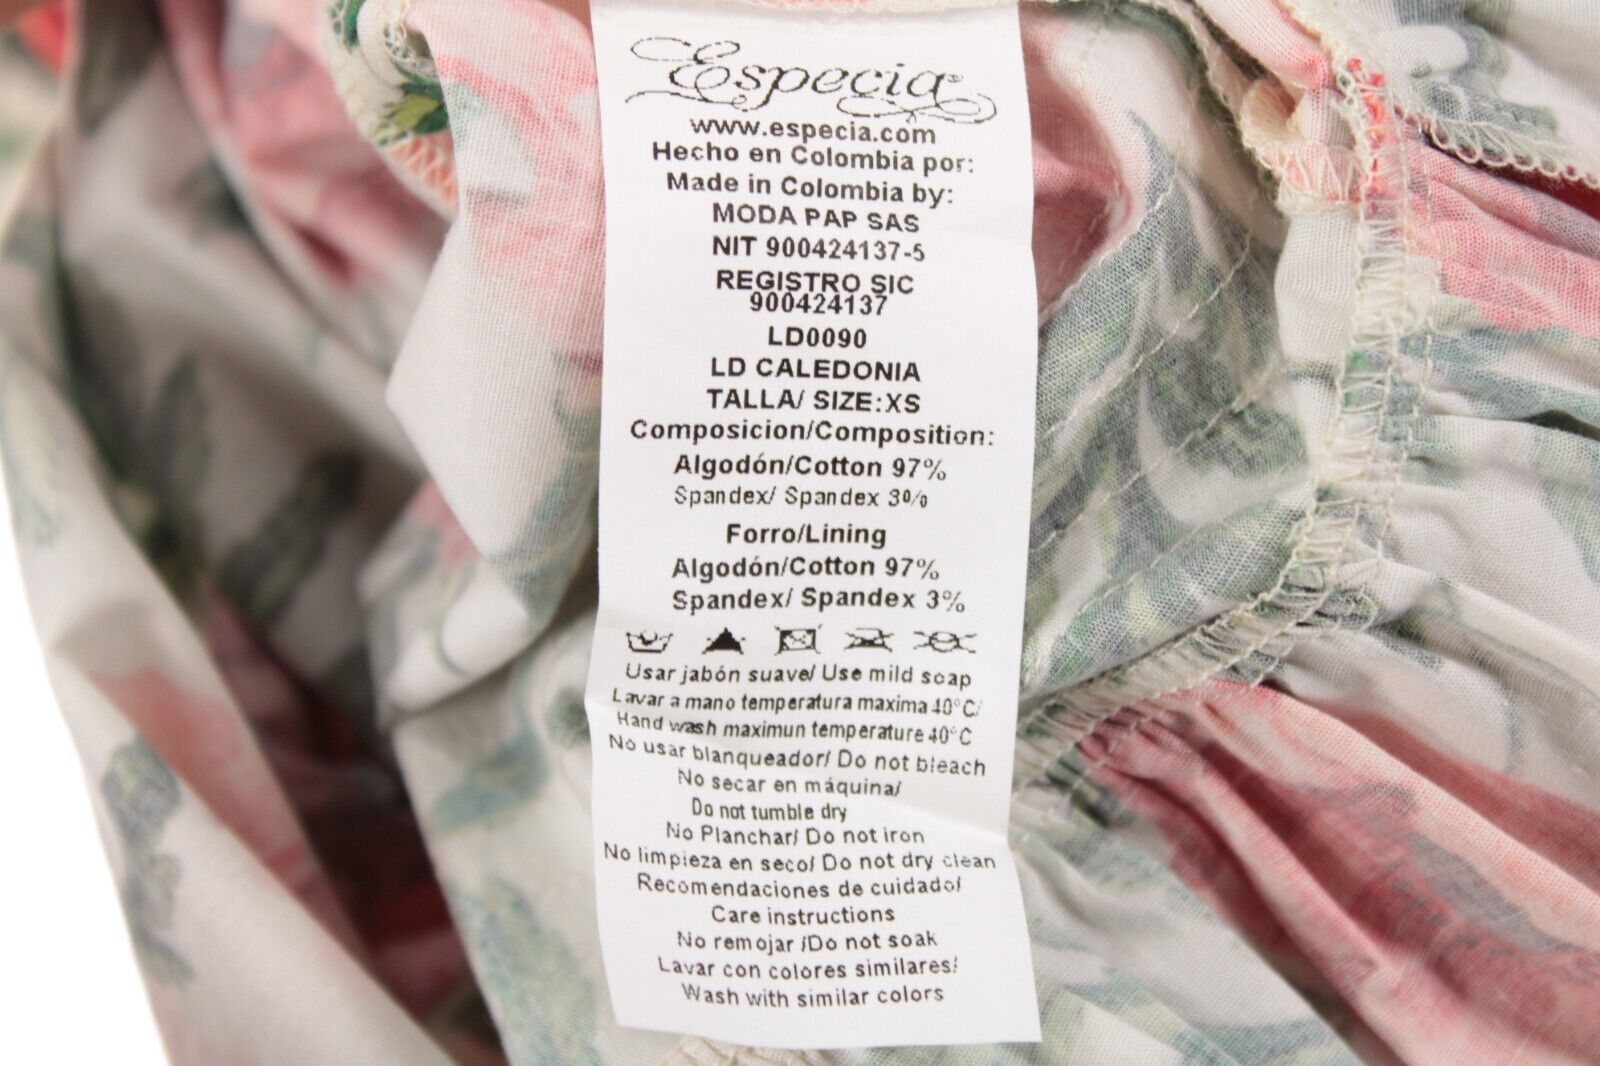 Especia
www.especia.com
Hecho en Colombia por:
Made in Colombia by:
MODA PAP SAS
NIT 900424137-5
REGISTRO SIC
900424137
LD0090
LD CALEDONIA
TALLA/ SIZE:XS
Composicion/Composition:
Algodón/Cotton 97%
Spandex/ Spandex 3%
Forro/Lining
Algodón/Cotton 97%
Spandex/ Spandex 3%
Usar jabón suave/ Use mild soap
Lavar a mano temperatura maxima 40°C/
Hand wash maximun temperature 40°C
No usar blanqueador/ Do not bleach
No secar en máquina/
Do not tumble dry
No Planchar/ Do not iron
No limpieza en seco/ Do not dry clean
Recomendaciones de cuidado/
Care instructions
No remojar /Do not soak
Lavar con colores similares/
Wash with similar colors